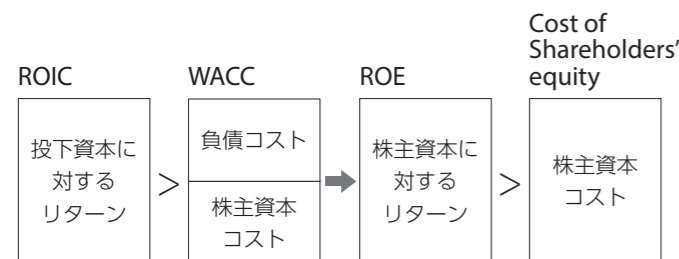 Cost of
Shareholders'
equity
ROIC
WACC
ROE
投下資本に
対する
リターン
>
負債コスト
株主資本
コスト
株主資本に
対する
リターン
>
株主資本
コスト